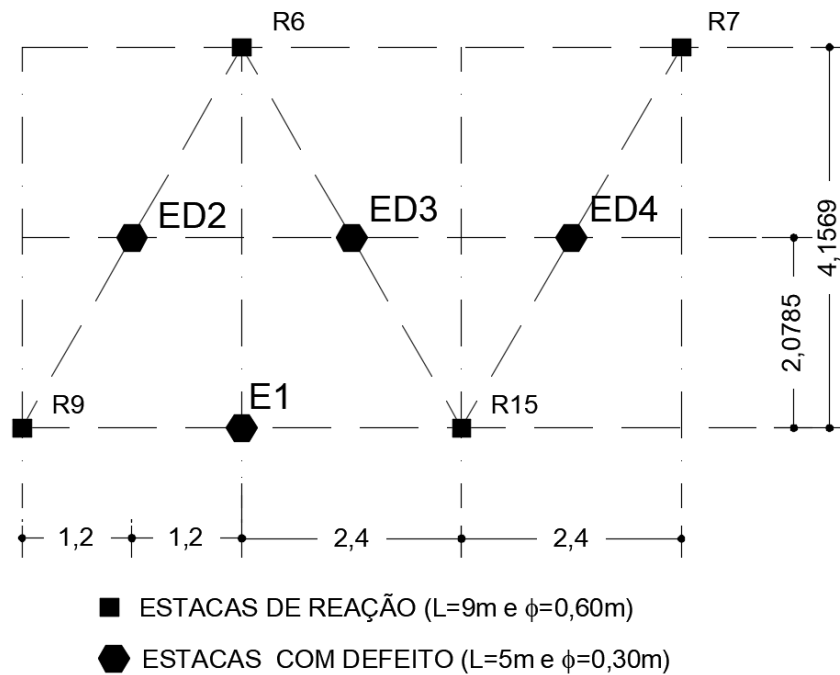 R6
R7
ED2
ED3
ED4
4,1569
2,0785
R9
E1
R15
1,2
1,2
2,4
2,4
ESTACAS DE REAÇÃO (L=9m e ϕ=0,60m)
ESTACAS COM DEFEITO (L=5m e ϕ=0,30m)